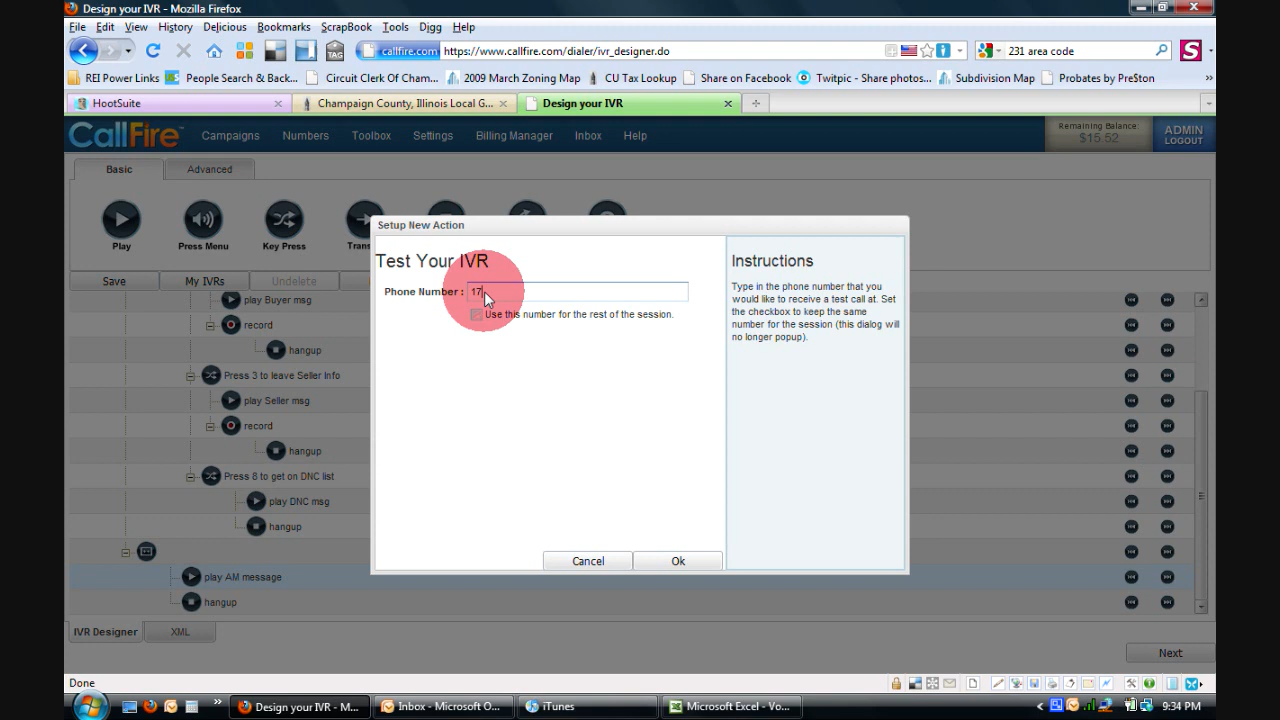 Design your IVR - Mozilla Firefox
File Edit View History Delicious Bookmarks ScrapBook Tools Digg Help
TAG callfire.com https://www.callfire.com/dialer/ivr_designer.do 231 area code S
REI Power Links People Search & Back... Circuit Clerk Of Cham... 2009 March Zoning Map CU Tax Lookup Share on Facebook Twitpic - Share photos... Subdivision Map Probates by Pre$ton »
HootSuite Champaign County, Illinois Local G... Design your IVR
CallFire Campaigns Numbers Toolbox Settings Billing Manager Inbox Help
Remaining Balance:
$15.52
ADMIN
LOGOUT
Basic Advanced
Play Press Menu Key Press Trans
Save My IVRs Undelete
play Buyer msg
record
hangup
Press 3 to leave Seller Info
play Seller msg
record
hangup
Press 8 to get on DNC list
play DNC msg
hangup
play AM message
hangup
Setup New Action
Test Your IVR
Phone Number : 17
Use this number for the rest of the session.
Cancel Ok
Instructions
Type in the phone number that you
would like to receive a test call at. Set
the checkbox to keep the same
number for the session (this dialog will
no longer popup).
IVR Designer XML
Next
Done
» Design your IVR - M... Inbox - Microsoft O... iTunes Microsoft Excel - Vo... 9:34 PM